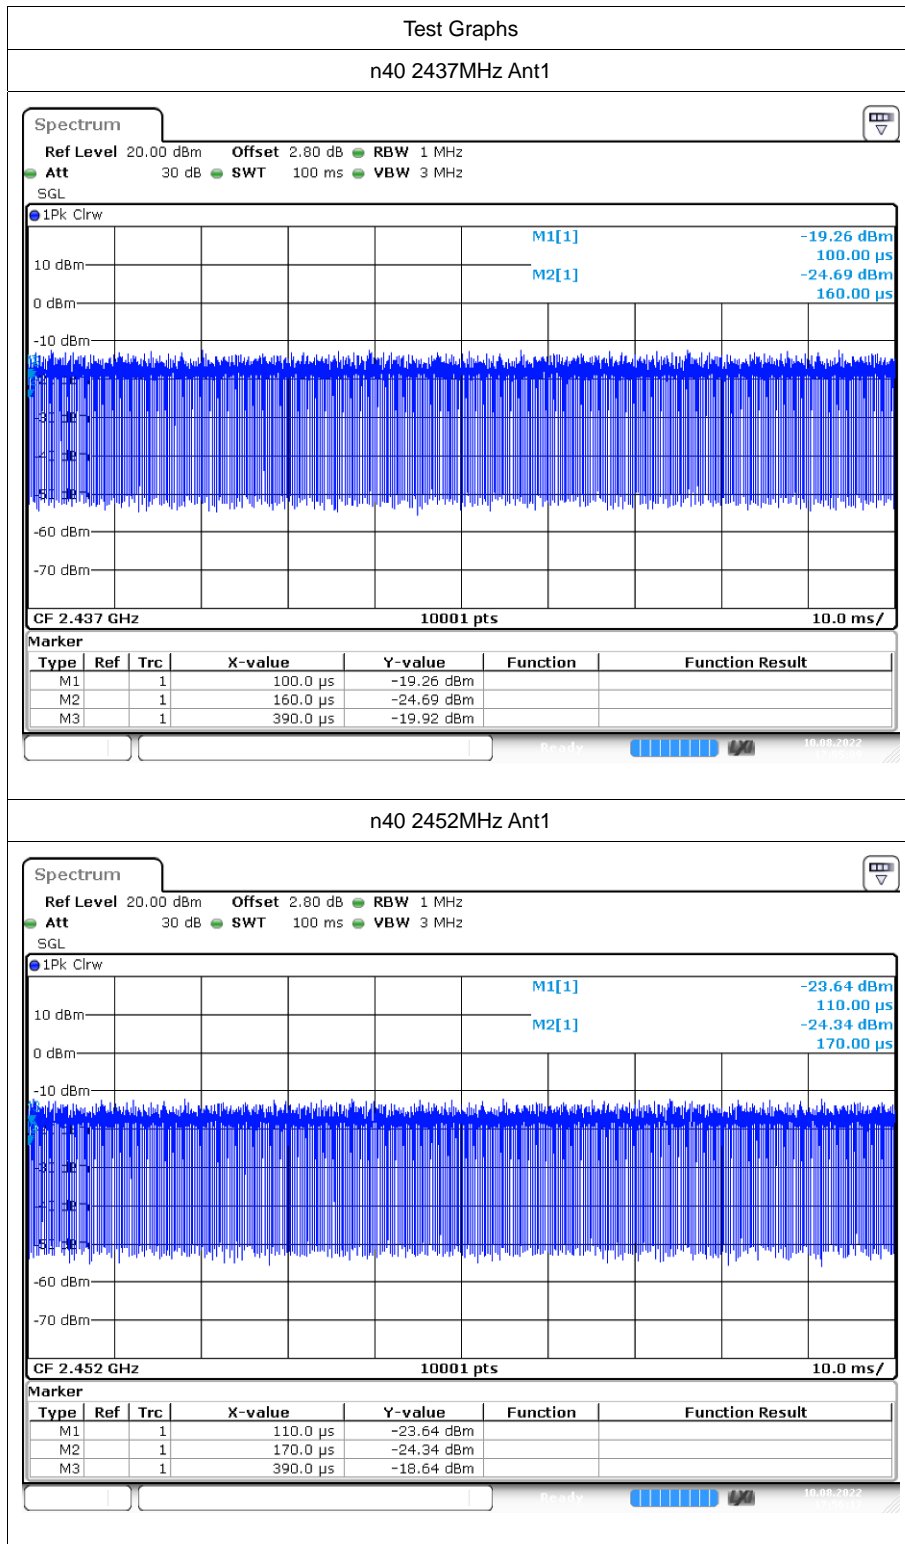 Test Graphs
n40 2437MHz Ant1
Spectrum
Ref Level 20.00 dBm Offset 2.80 dB RBW 1 MHz
Att 30 dB SWT 100 ms VBW 3 MHz
SGL
1Pk Clrw
M1[1] -19.26 dBm
100.00 µs
10 dBm
M2[1] -24.69 dBm
160.00 µs
0 dBm
-10 dBm
-60 dBm
-70 dBm
CF 2.437 GHz 10001 pts 10.0 ms/
Marker
Type Ref Trc X-value Y-value Function Function Result
M1 1 100.0 µs -19.26 dBm
M2 1 160.0 µs -24.69 dBm
M3 1 390.0 µs -19.92 dBm
Ready 10.08.2022
n40 2452MHz Ant1
Spectrum
Ref Level 20.00 dBm Offset 2.80 dB RBW 1 MHz
Att 30 dB SWT 100 ms VBW 3 MHz
SGL
1Pk Clrw
M1[1] -23.64 dBm
110.00 µs
10 dBm
M2[1] -24.34 dBm
170.00 µs
0 dBm
-10 dBm
-60 dBm
-70 dBm
CF 2.452 GHz 10001 pts 10.0 ms/
Marker
Type Ref Trc X-value Y-value Function Function Result
M1 1 110.0 µs -23.64 dBm
M2 1 170.0 µs -24.34 dBm
M3 1 390.0 µs -18.64 dBm
Ready 10.08.2022